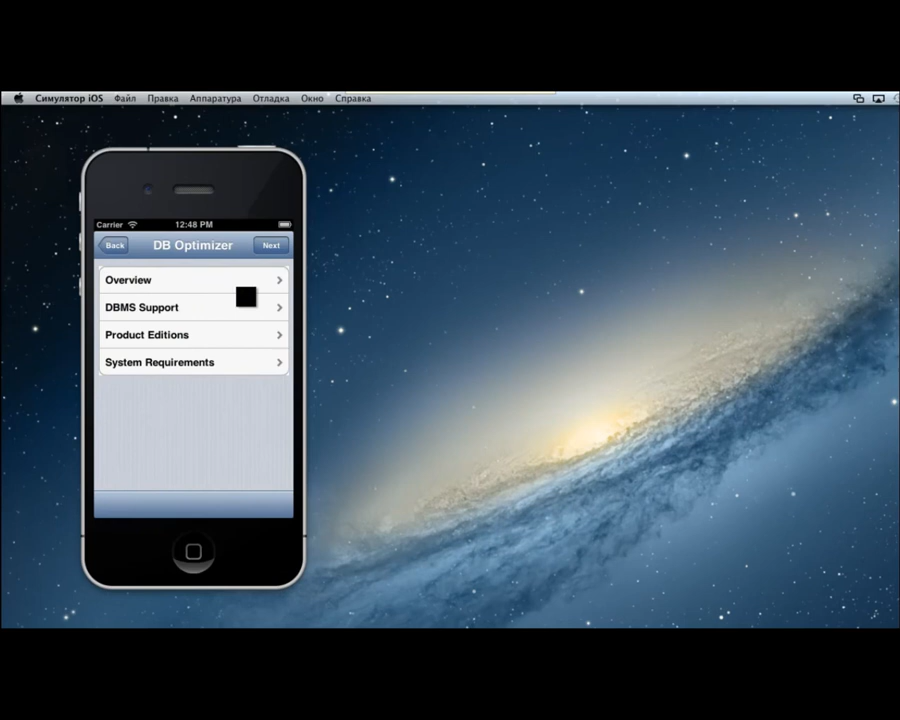 Симулятор iOS Файл Правка Аппаратура Отладка Окно Справка
Carrier 12:48 PM
Back DB Optimizer Next
Overview
DBMS Support
Product Editions
System Requirements